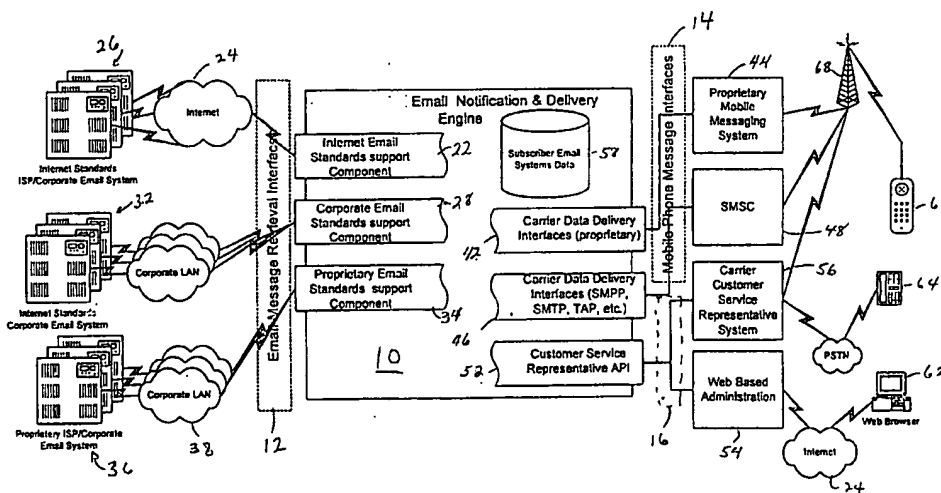 26
24
Internet
Internet Standards
ISP/Corporate Email System
32
Corporate LAN
Internet Standards
Corporate Email System
Corporate LAN
Proprietary ISP/Corporate
Email System
36
38
Email Message Retrieval Interfaces
12
Email Notification & Delivery
Engine
Internet Email
Standards support
Component
22
Corporate Email
Standards support
Component
28
Proprietary Email
Standards support
Component
34
10
Subscriber Email
Systems Data
58
Carrier Data Delivery
Interfaces (proprietary)
42
Carrier Data Delivery
Interfaces (SMPP,
SMTP, TAP, etc.)
46
Customer Service
Representative API
52
14
Mobile Phone Message Interfaces
16
44
Proprietary
Mobile
Messaging
System
SMSC
48
Carrier
Customer
Service
Representative
System
56
Web Based
Administration
54
68
6
64
PSTN
62
Web Browser
Internet
24